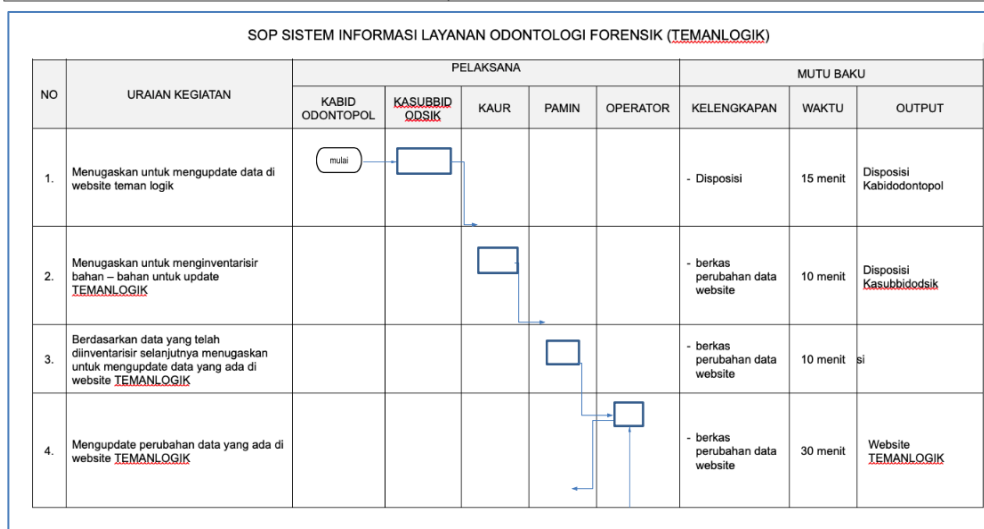 SOP SISTEM INFORMASI LAYANAN ODONTOLOGI FORENSIK (TEMANLOGIK)
NO
URAIAN KEGIATAN
PELAKSANA
MUTU BAKU
KABID
ODONTOPOL
KASUBBID
ODSIK
KAUR
PAMIN
OPERATOR
KELENGKAPAN
WAKTU
OUTPUT
1.
Menugaskan untuk mengupdate data di
website teman logik
mulai
- Disposisi
15 menit
Disposisi
Kabidodontopol
2.
Menugaskan untuk menginventarisir
bahan – bahan untuk update
TEMANLOGIK
- berkas
perubahan data
website
10 menit
Disposisi
Kasubbidodsik
3.
Berdasarkan data yang telah
diinventarisir selanjutnya menugaskan
untuk mengupdate data yang ada di
website TEMANLOGIK
- berkas
perubahan data
website
10 menit
si
4.
Mengupdate perubahan data yang ada di
website TEMANLOGIK
- berkas
perubahan data
website
30 menit
Website
TEMANLOGIK